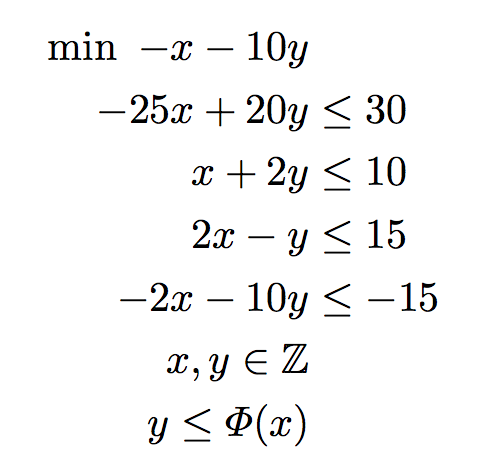 min −x − 10y
−25x + 20y ≤ 30
x + 2y ≤ 10
2x − y ≤ 15
−2x − 10y ≤ −15
x, y ∈ ℤ
y ≤ Φ(x)